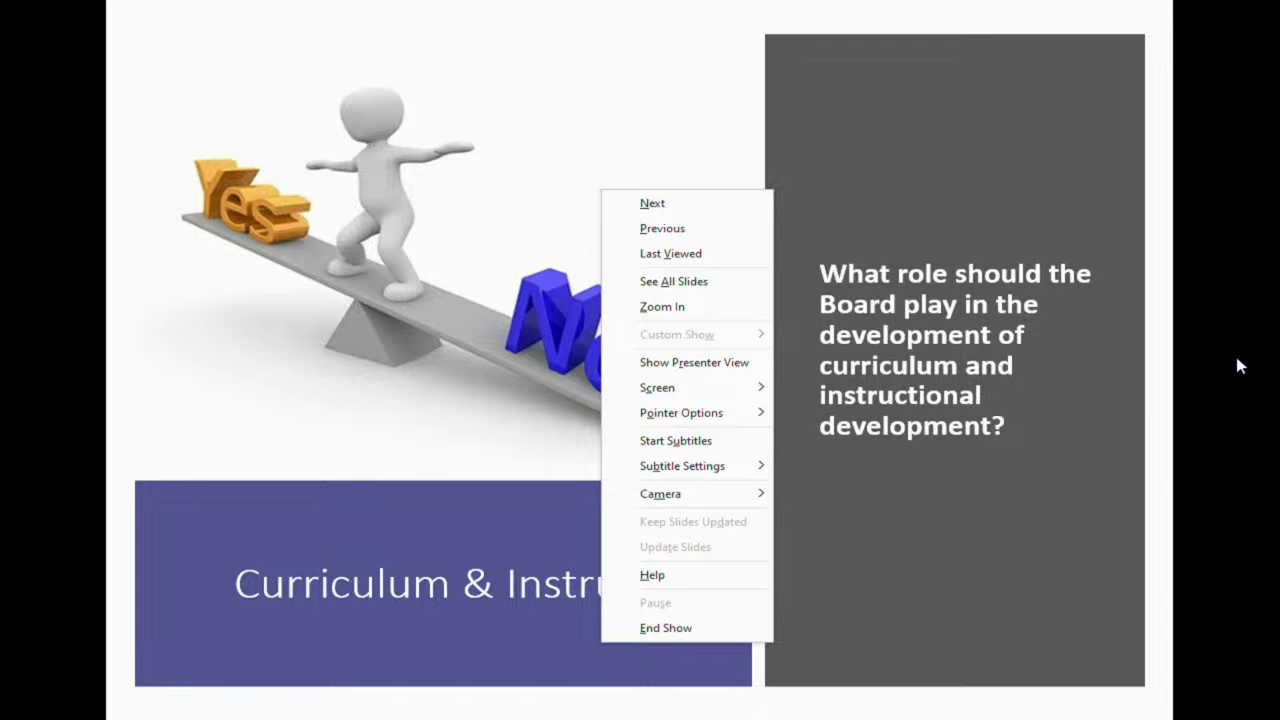 Yes
Next
Previous
Last Viewed
See All Slides
Zoom In
Custom Show
Show Presenter View
Screen
Pointer Options
Start Subtitles
Subtitle Settings
Camera
Keep Slides Updated
Update Slides
Help
Pause
End Show
What role should the
Board play in the
development of
curriculum and
instructional
development?
Curriculum &